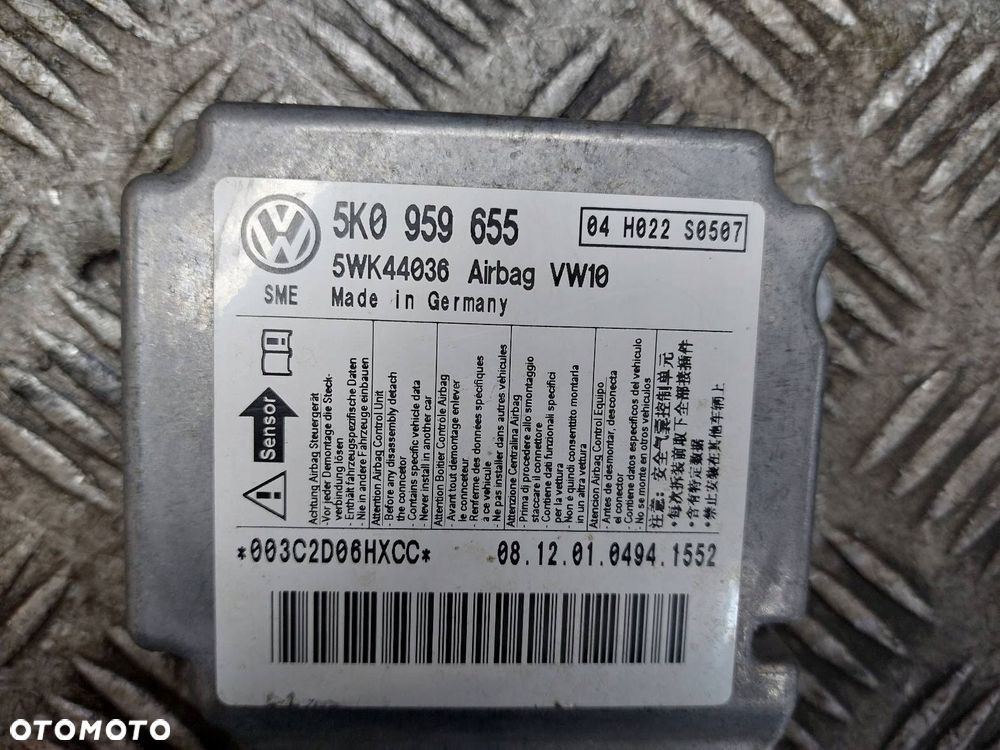 5K0 959 655
04 H022 S0507
5WK44036 Airbag VW10
SME
Made in Germany
Sensor
Achtung Airbag Steuergerät
-Vor jeder Demontage die Steck-
verbindung lösen
- Enthält fahrzeugspezifische Daten
- Nie in andere Fahrzeuge einbauen
Attention Airbag Control Unit
- Before any disassembly detach
the connector
- Contains specific vehicle data
- Never install in another car
Attention Boitier Contrôle Airbag
- Avant tout demontage enlever
le connecteur
- Renferme des données spécifiques
a ce véhicule
- Ne pas installer dans autres véhicules
Attenzione Centralina Airbag
- Prima di procedere allo smontaggio
staccare il connettore
- Contiene dati funzionali specifici
per la vettura
- Non e quindi consentitito montarla
in un altra vettura
Atencion Airbag Control Equipo
- Antes de desmontar, desconecta
el conector
- Contiene datos especificos del vehiculo
- No se monte en otros vehiculos
注意: 安全气囊控制单元
•每次拆装前取下全部接插件
•含有特定数据
•禁止安装在其他车辆上
*003C2D06HXCC*
08.12.01.0494.1552
OTOMOTO